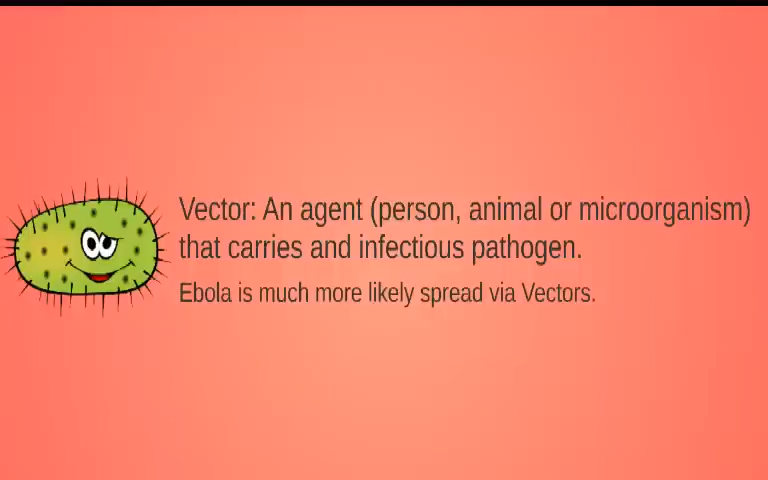 Vector: An agent (person, animal or microorganism)
that carries and infectious pathogen.
Ebola is much more likely spread via Vectors.